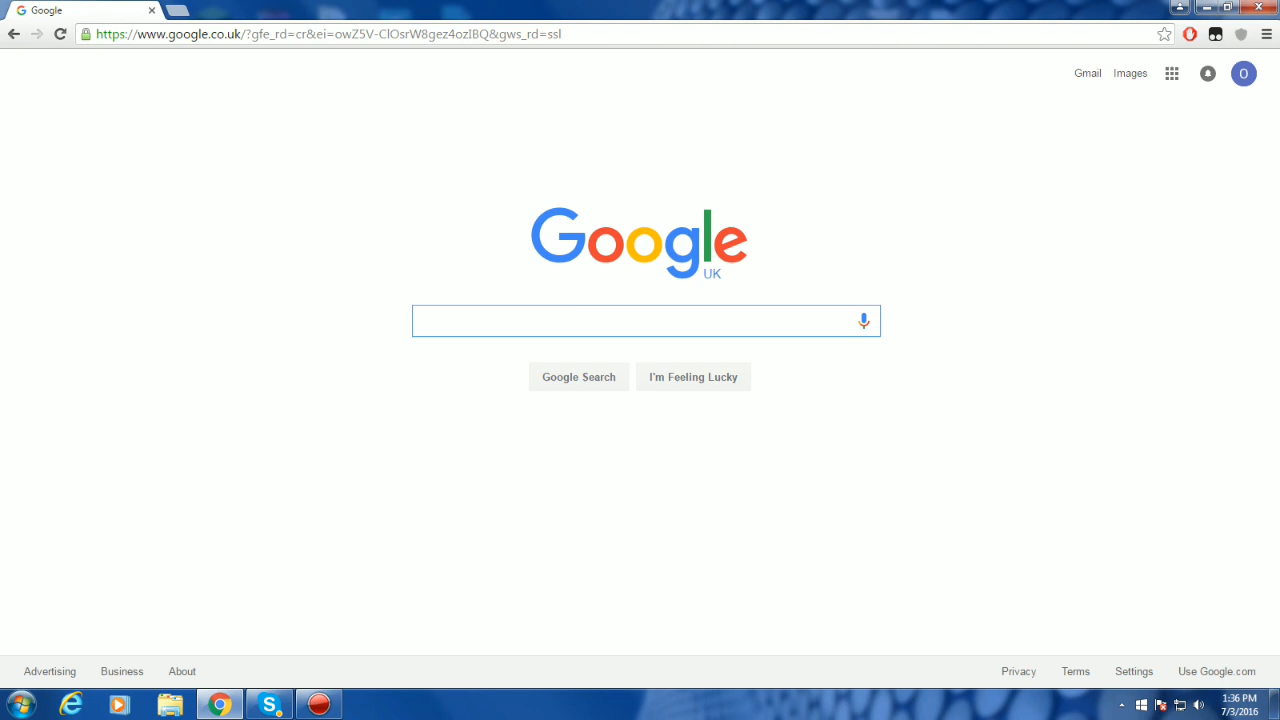 Google
https://www.google.co.uk/?gfe_rd=cr&ei=owZ5V-ClOsrW8gez4ozIBQ&gws_rd=ssl
Gmail Images O
Google
UK
Google Search I'm Feeling Lucky
Advertising Business About Privacy Terms Settings Use Google.com
1:36 PM
7/3/2016